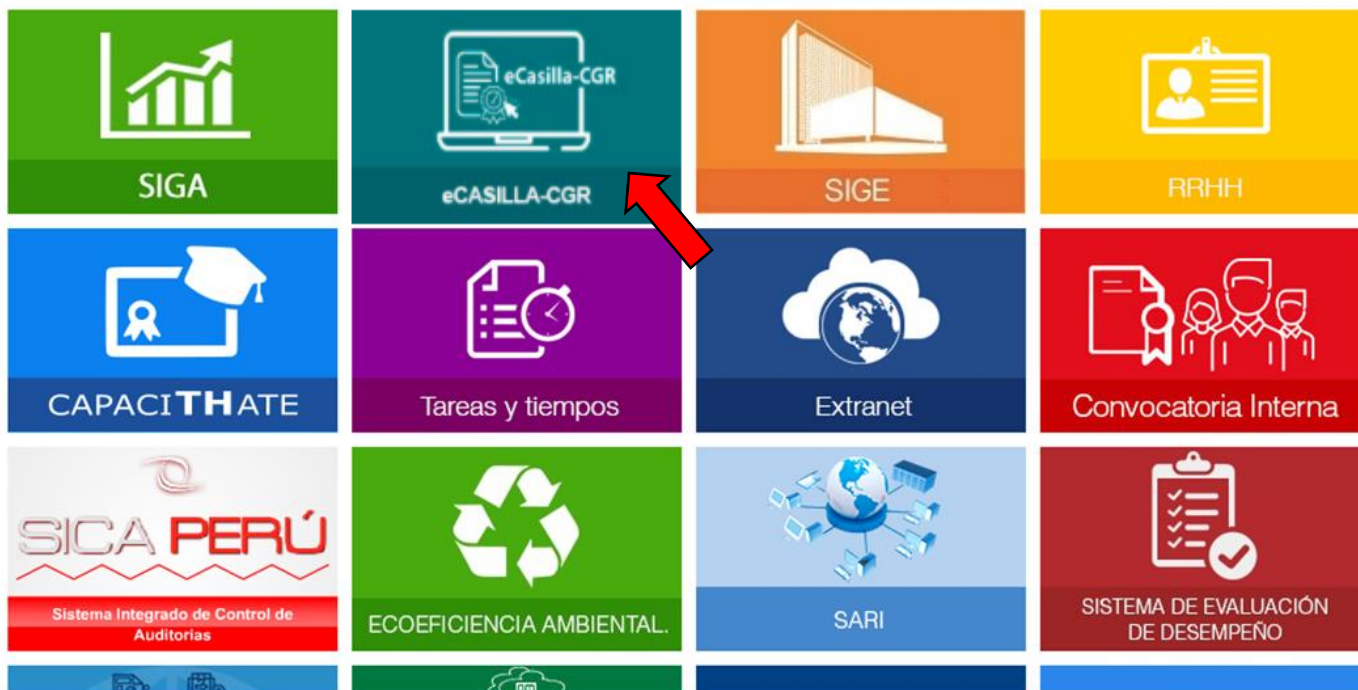 SIGA
eCasilla-CGR
eCASILLA-CGR
SIGE
RRHH
CAPACITHATE
Tareas y tiempos
Extranet
Convocatoria Interna
SICA PERÚ
Sistema Integrado de Control de
Auditorias
ECOEFICIENCIA AMBIENTAL.
SARI
SISTEMA DE EVALUACIÓN
DE DESEMPEÑO